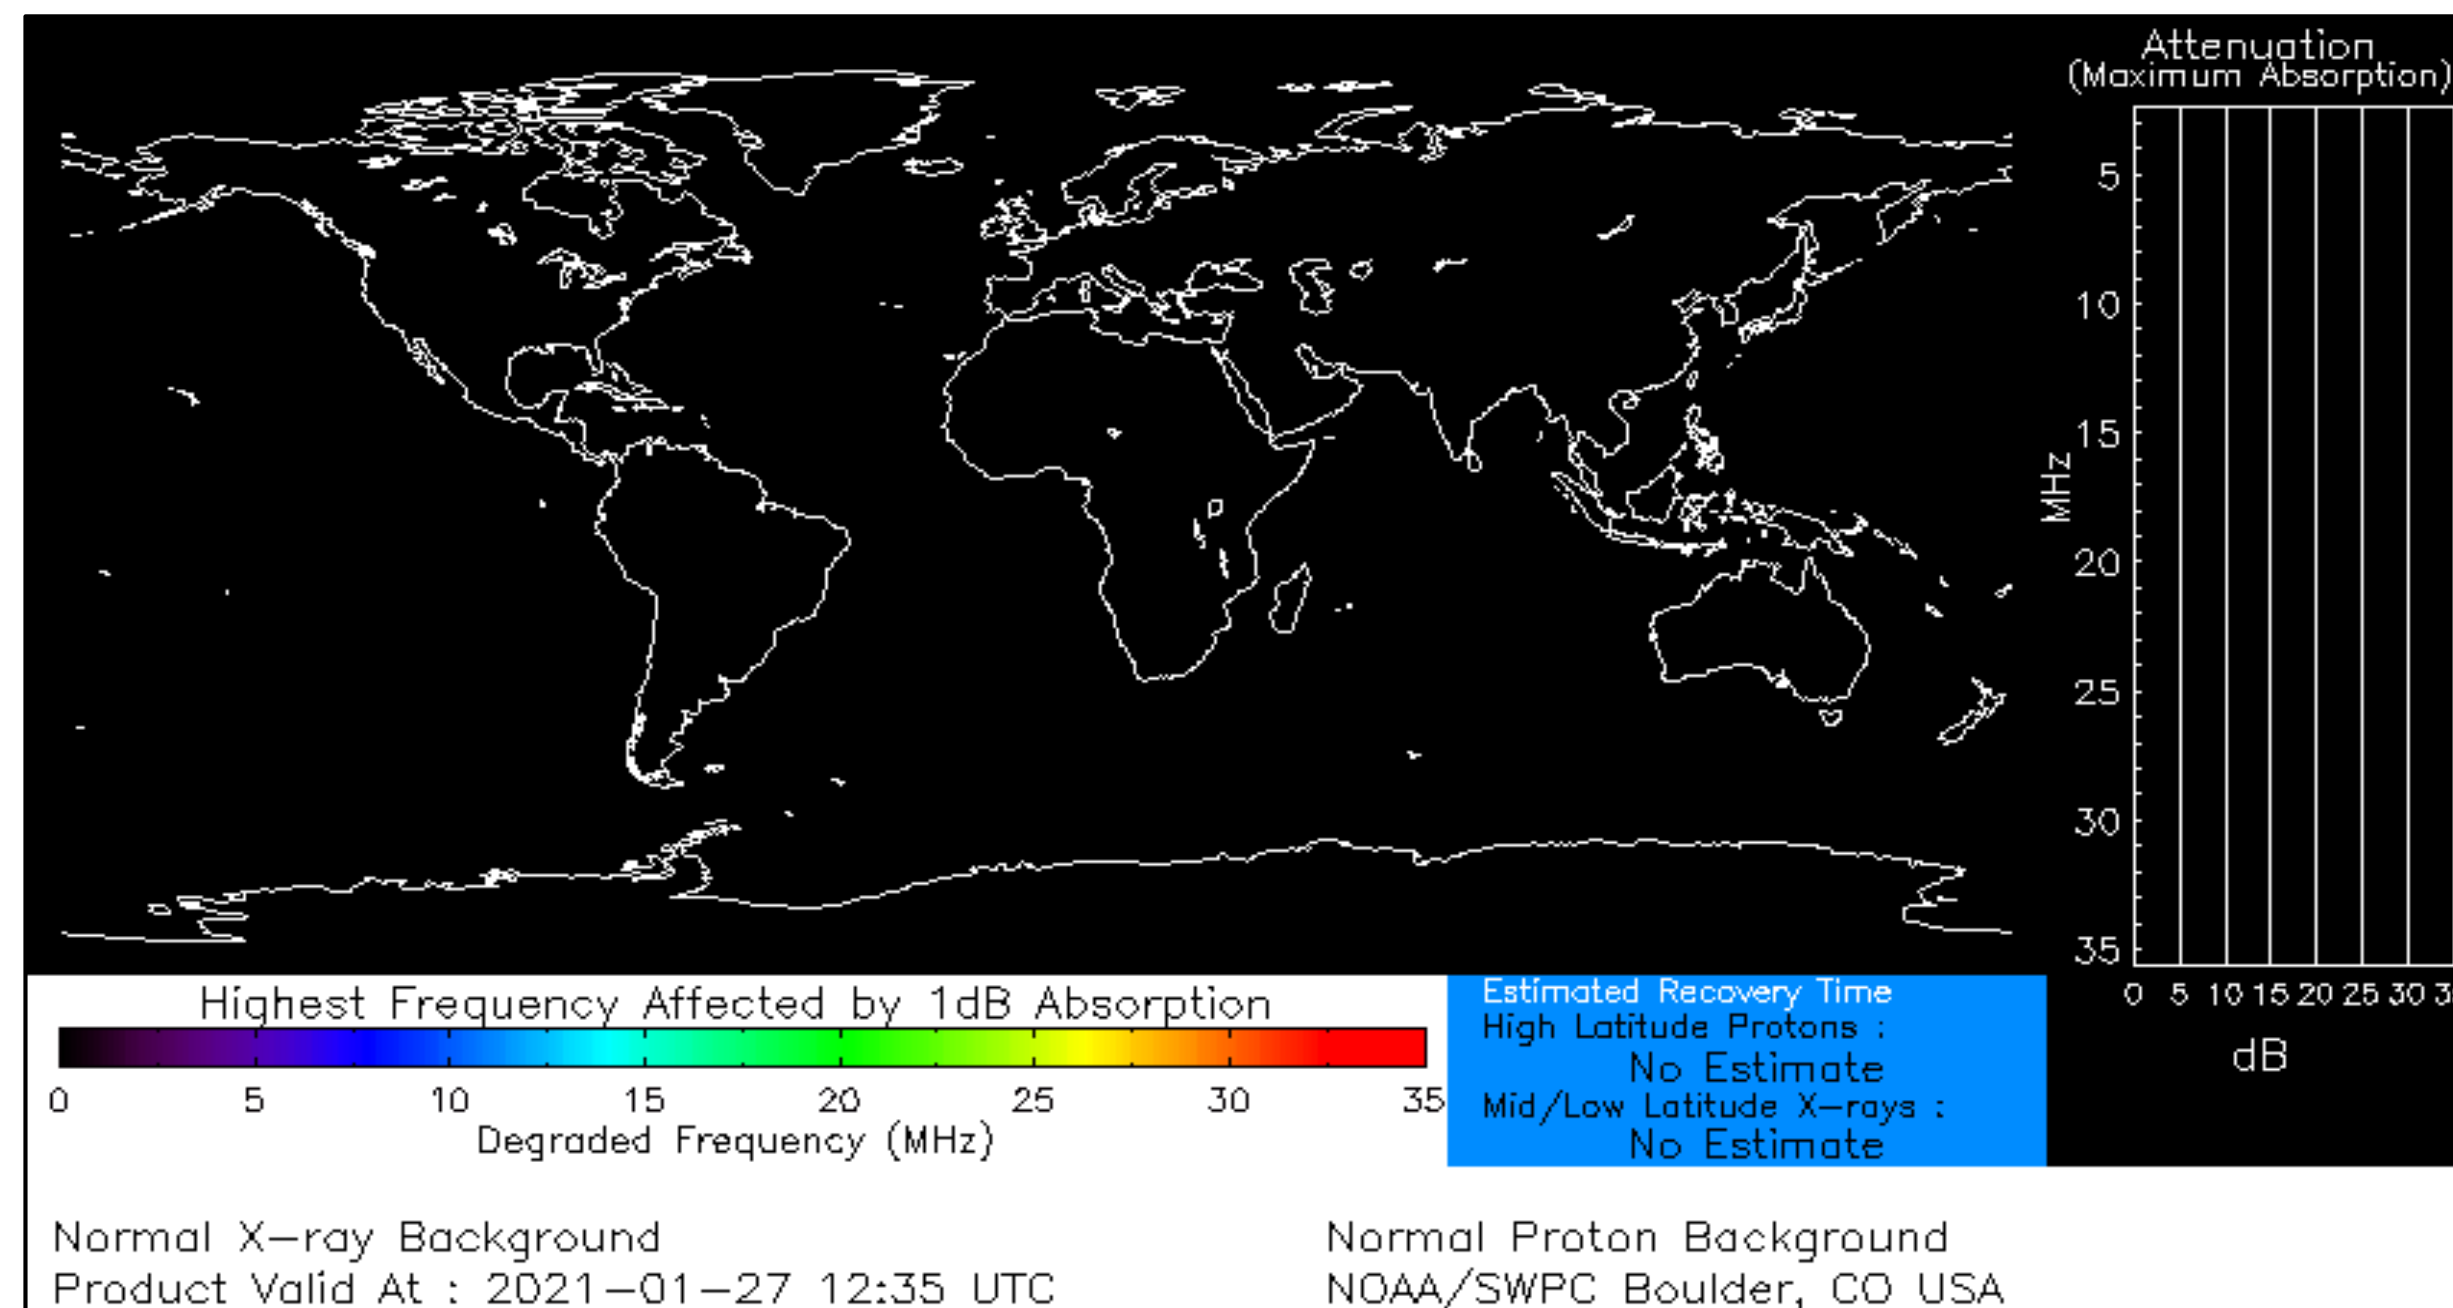 Attenuation
(Maximum Absorption)
5
10
15
20
25
30
35
MHz
0 5 10 15 20 25 30
dB
Highest Frequency Affected by 1dB Absorption
0 5 10 15 20 25 30 35
Degraded Frequency (MHz)
Estimated Recovery Time
High Latitude Protons :
No Estimate
Mid/Low Latitude X-rays :
No Estimate
Normal X-ray Background
Product Valid At : 2021-01-27 12:35 UTC
Normal Proton Background
NOAA/SWPC Boulder, CO USA